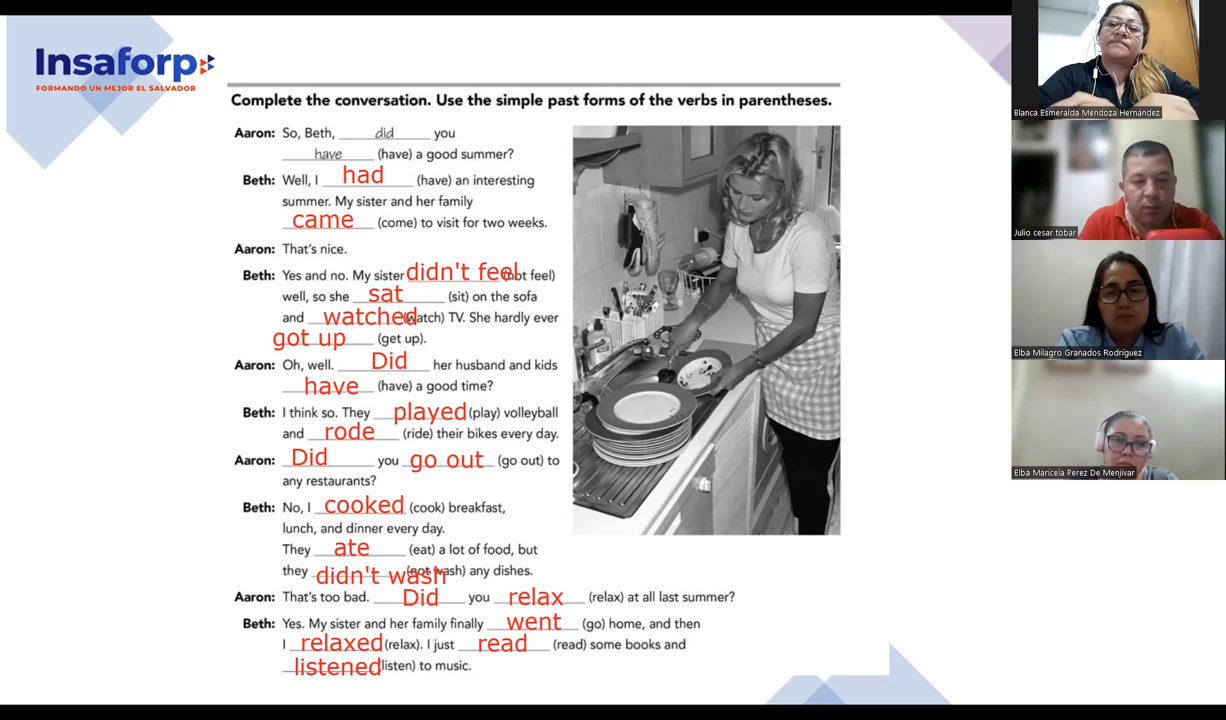 Insaforp
FORMANDO UN MEJOR EL SALVADOR
Complete the conversation. Use the simple past forms of the verbs in parentheses.
Aaron: So, Beth, did you
have (have) a good summer?
Beth: Well, I had (have) an interesting
summer. My sister and her family
came (come) to visit for two weeks.
Aaron: That's nice.
Beth: Yes and no. My sister didn't feel (not feel)
well, so she sat (sit) on the sofa
and watched (watch) TV. She hardly ever
got up (get up).
Aaron: Oh, well. Did her husband and kids
have (have) a good time?
Beth: I think so. They played (play) volleyball
and rode (ride) their bikes every day.
Aaron: Did you go out (go out) to
any restaurants?
Beth: No, I cooked (cook) breakfast,
lunch, and dinner every day.
They ate (eat) a lot of food, but
they didn't wash (not wash) any dishes.
Aaron: That's too bad. Did you relax (relax) at all last summer?
Beth: Yes. My sister and her family finally went (go) home, and then
I relaxed (relax). I just read (read) some books and
listened (listen) to music.
Blanca Esmeralda Mendoza Hernández
Julio cesar tobar
Elba Milagro Granados Rodríguez
Elba Maricela Perez De Menjivar